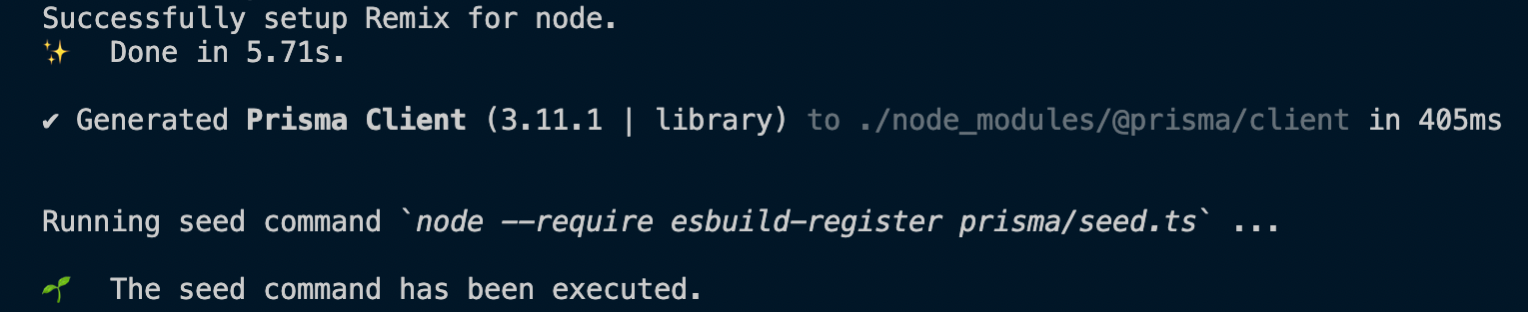 Successfully setup Remix for node.
✨  Done in 5.71s.
✔ Generated Prisma Client (3.11.1 | library) to ./node_modules/@prisma/client in 405ms
Running seed command `node --require esbuild-register prisma/seed.ts` ...
🌱  The seed command has been executed.